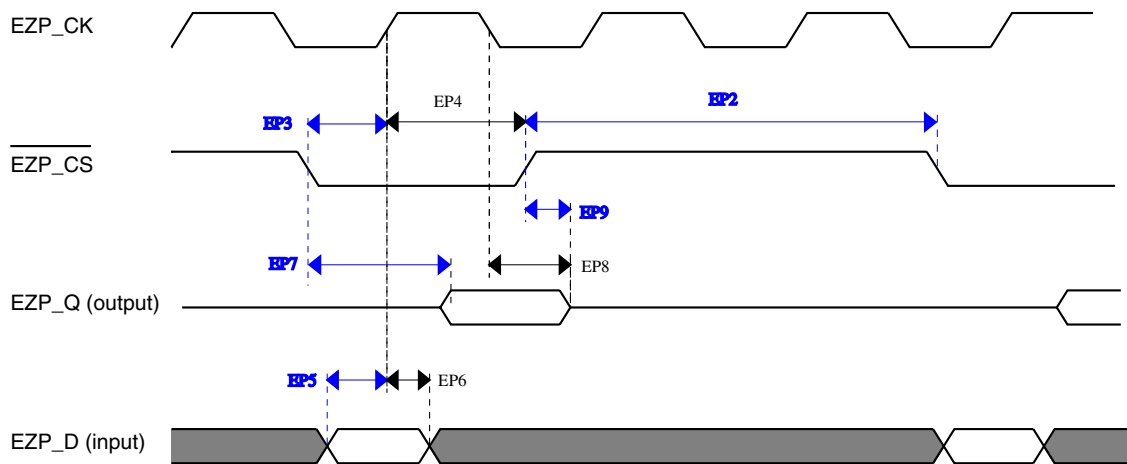 EZP_CK
EP4
EP2
EP3
EZP_CS
EP9
EP7
EP8
EZP_Q (output)
EP5
EP6
EZP_D (input)